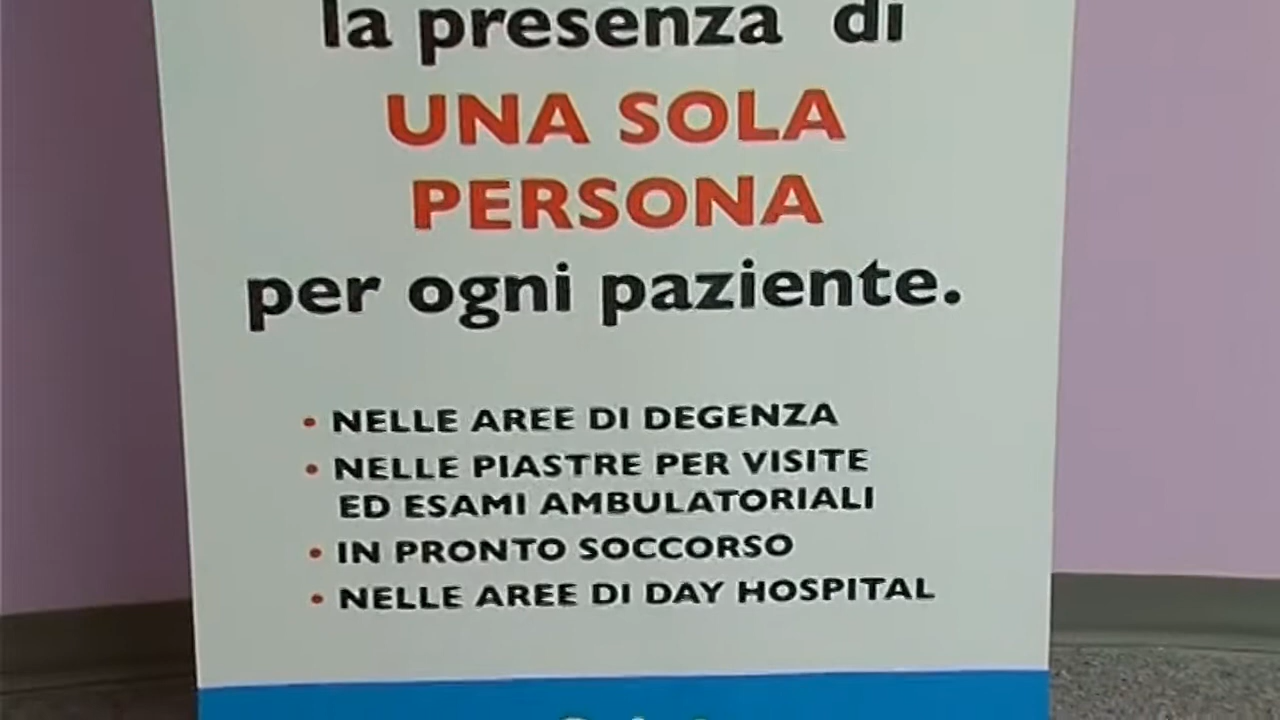 la presenza di
UNA SOLA
PERSONA
per ogni paziente.
• NELLE AREE DI DEGENZA
• NELLE PIASTRE PER VISITE
ED ESAMI AMBULATORIALI
• IN PRONTO SOCCORSO
• NELLE AREE DI DAY HOSPITAL